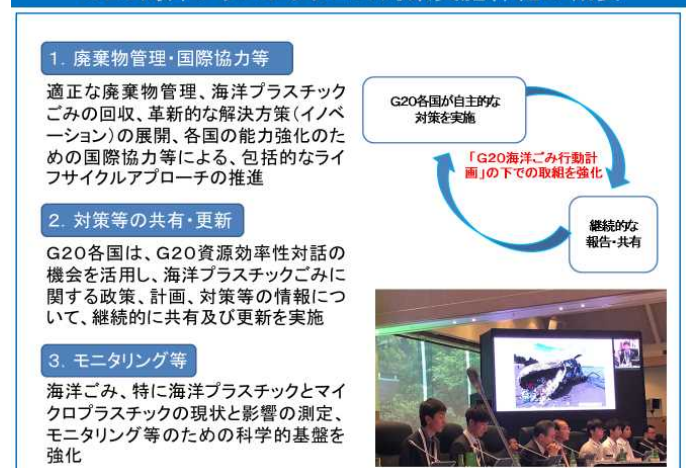 1. 廃棄物管理・国際協力等
適正な廃棄物管理、海洋プラスチック
ごみの回収、革新的な解決方策(イノベ
ーション)の展開、各国の能力強化のた
めの国際協力等による、包括的なライ
フサイクルアプローチの推進
2. 対策等の共有・更新
G20各国は、G20資源効率性対話の
機会を活用し、海洋プラスチックごみに
関する政策、計画、対策等の情報につ
いて、継続的に共有及び更新を実施
3. モニタリング等
海洋ごみ、特に海洋プラスチックとマイ
クロプラスチックの現状と影響の測定、
モニタリング等のための科学的基盤を
強化
G20各国が自主的な
対策を実施
「G20海洋ごみ行動計
画」の下での取組を強化
継続的な
報告・共有